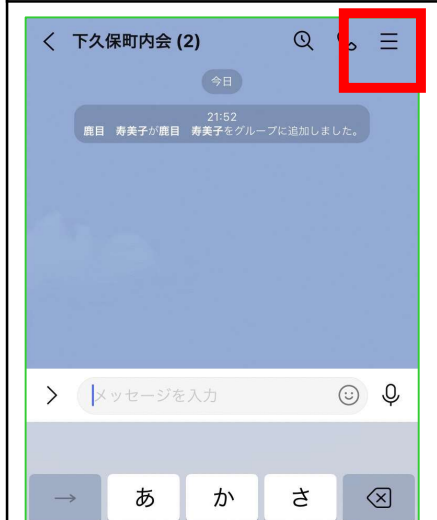 下久保町内会 (2)
今日
21:52
鹿目　寿美子が鹿目　寿美子をグループに追加しました。
メッセージを入力
→ あ か さ